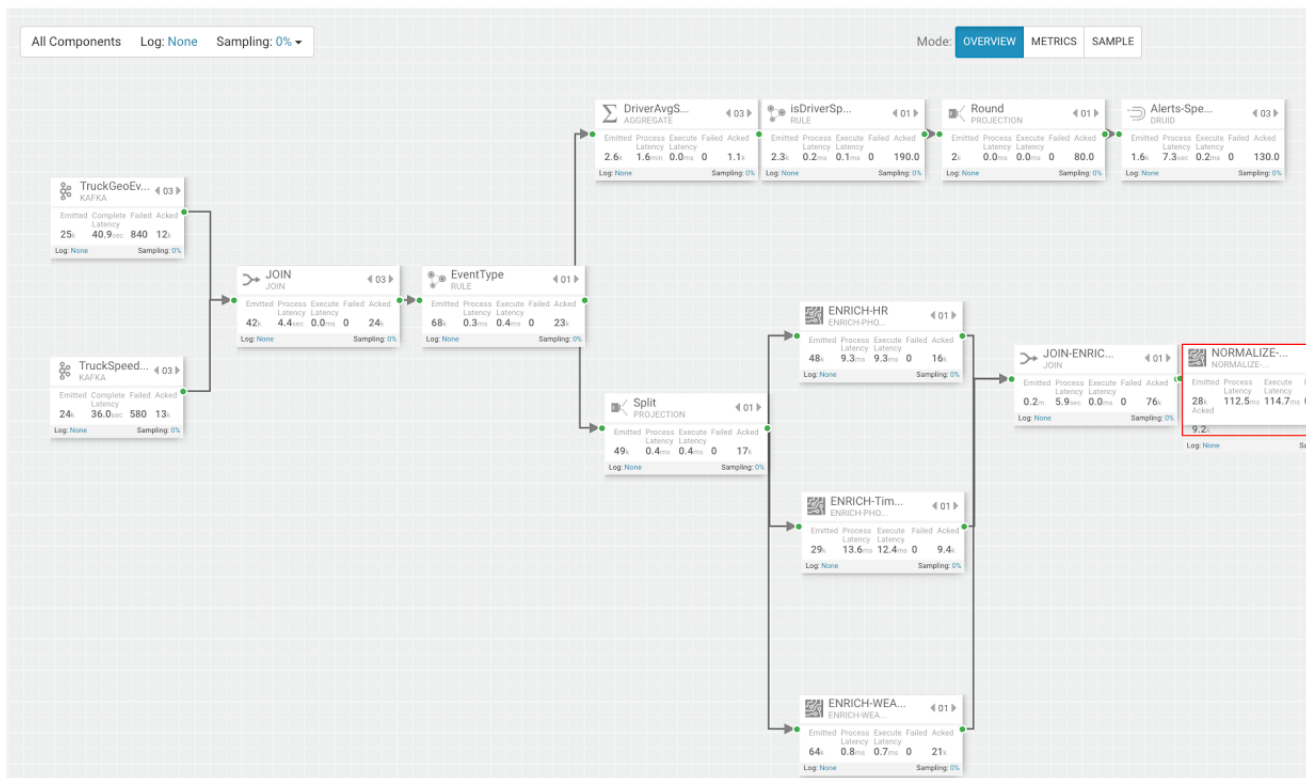 All Components Log: None Sampling: 0%
Mode: OVERVIEW METRICS SAMPLE
DriverAvgS... 03
AGGREGATE
Emitted Process Latency Execute Latency Failed Acked
2.6k 1.6min 0.0ms 0 1.1k
Log: None Sampling: 0%
isDriverSp... 01
RULE
Emitted Process Latency Execute Latency Failed Acked
2.3k 0.2ms 0.1ms 0 190.0
Log: None Sampling: 0%
Round 01
PROJECTION
Emitted Process Latency Execute Latency Failed Acked
2k 0.0ms 0.0ms 0 80.0
Log: None Sampling: 0%
Alerts-Spe... 03
DRUID
Emitted Process Latency Execute Latency Failed Acked
1.6k 7.3sec 0.2ms 0 130.0
Log: None Sampling: 0%
TruckGeoEv... 03
KAFKA
Emitted Complete Latency Failed Acked
25k 40.9sec 840 12k
Log: None Sampling: 0%
JOIN 03
JOIN
Emitted Process Latency Execute Latency Failed Acked
42k 4.4sec 0.0ms 0 24k
Log: None Sampling: 0%
EventType 01
RULE
Emitted Process Latency Execute Latency Failed Acked
68k 0.3ms 0.4ms 0 23k
Log: None Sampling: 0%
TruckSpeed... 03
KAFKA
Emitted Complete Latency Failed Acked
24k 36.0sec 580 13k
Log: None Sampling: 0%
Split 01
PROJECTION
Emitted Process Latency Execute Latency Failed Acked
49k 0.4ms 0.4ms 0 17k
Log: None Sampling: 0%
ENRICH-HR 01
ENRICH-PHO...
Emitted Process Latency Execute Latency Failed Acked
48k 9.3ms 9.3ms 0 16k
Log: None Sampling: 0%
ENRICH-Tim... 01
ENRICH-PHO...
Emitted Process Latency Execute Latency Failed Acked
29k 13.6ms 12.4ms 0 9.4k
Log: None Sampling: 0%
ENRICH-WEA... 01
ENRICH-WEA...
Emitted Process Latency Execute Latency Failed Acked
64k 0.8ms 0.7ms 0 21k
Log: None Sampling: 0%
JOIN-ENRIC... 01
JOIN
Emitted Process Latency Execute Latency Failed Acked
0.2m 5.9sec 0.0ms 0 76k
Log: None Sampling: 0%
NORMALIZE-...
NORMALIZE-...
Emitted Process Latency Execute Latency
28k 112.5ms 114.7ms
Acked
9.2k
Log: None